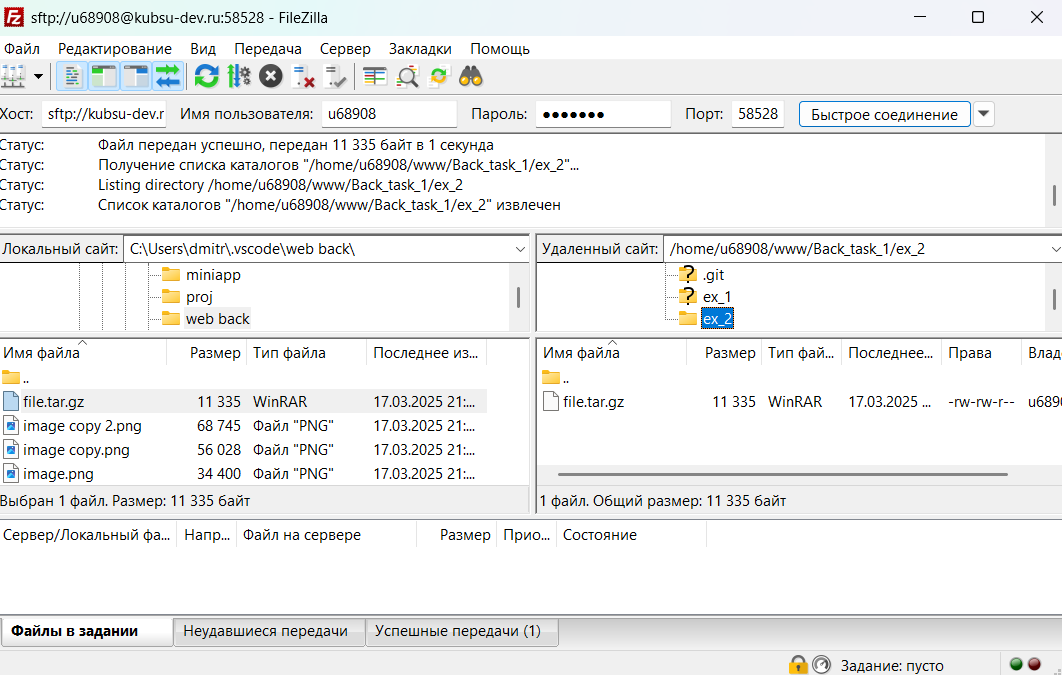 sftp://u68908@kubsu-dev.ru:58528 - FileZilla
Файл Редактирование Вид Передача Сервер Закладки Помощь
Хост: sftp://kubsu-dev.r Имя пользователя: u68908 Пароль: ●●●●●●● Порт: 58528 Быстрое соединение
Статус: Файл передан успешно, передан 11 335 байт в 1 секунда
Статус: Получение списка каталогов "/home/u68908/www/Back_task_1/ex_2"...
Статус: Listing directory /home/u68908/www/Back_task_1/ex_2
Статус: Список каталогов "/home/u68908/www/Back_task_1/ex_2" извлечен
Локальный сайт: C:\Users\dmitr\.vscode\web back\
miniapp
proj
web back
Удаленный сайт: /home/u68908/www/Back_task_1/ex_2
.git
ex_1
ex_2
Имя файла Размер Тип файла Последнее из...
..
file.tar.gz 11 335 WinRAR 17.03.2025 21:...
image copy 2.png 68 745 Файл "PNG" 17.03.2025 21:...
image copy.png 56 028 Файл "PNG" 17.03.2025 21:...
image.png 34 400 Файл "PNG" 17.03.2025 21:...
Выбран 1 файл. Размер: 11 335 байт
Имя файла Размер Тип фай... Последнее... Права Влад
..
file.tar.gz 11 335 WinRAR 17.03.2025 ... -rw-rw-r-- u6890
1 файл. Общий размер: 11 335 байт
Сервер/Локальный фа... Напр... Файл на сервере Размер Прио... Состояние
Файлы в задании Неудавшиеся передачи Успешные передачи (1)
Задание: пусто